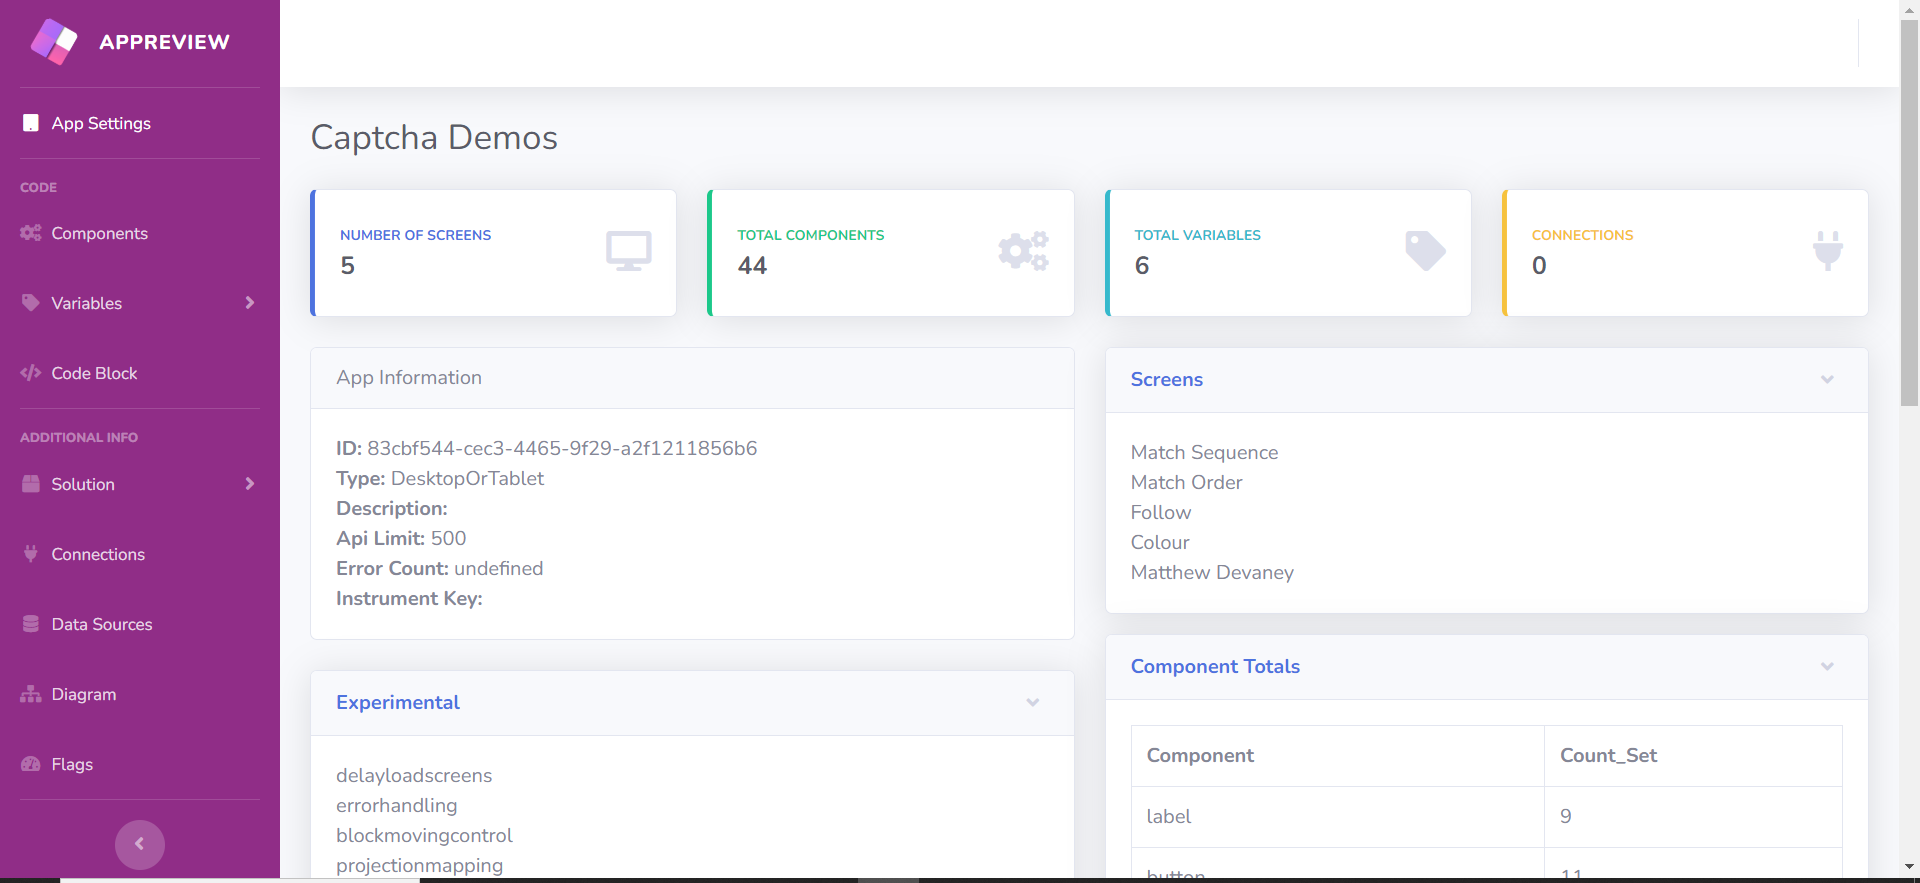 APPREVIEW
App Settings
CODE
Components
Variables
Code Block
ADDITIONAL INFO
Solution
Connections
Data Sources
Diagram
Flags
Captcha Demos
NUMBER OF SCREENS
5
TOTAL COMPONENTS
44
TOTAL VARIABLES
6
CONNECTIONS
0
App Information
ID: 83cbf544-cec3-4465-9f29-a2f1211856b6
Type: DesktopOrTablet
Description:
Api Limit: 500
Error Count: undefined
Instrument Key:
Experimental
delayloadscreens
errorhandling
blockmovingcontrol
projectionmapping
Screens
Match Sequence
Match Order
Follow
Colour
Matthew Devaney
Component Totals
Component Count_Set
label 9
button 11